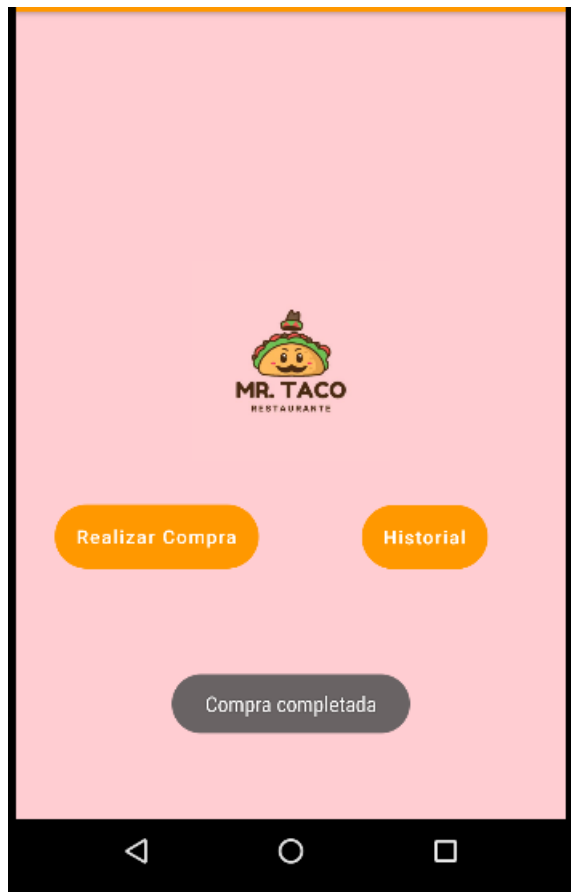 MR. TACO
RESTAURANTE
Realizar Compra
Historial
Compra completada